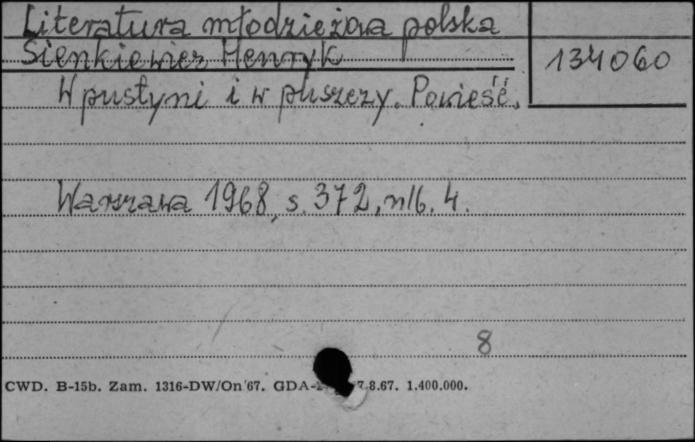 Literatura młodzieżowa polska
Sienkiewicz Henryk
134060
W pustyni i w puszczy. Powieść.
Warszawa 1968, s. 372, nlb. 4.
8
CWD. B-15b. Zam. 1316-DW/On'67. GDA- 7.8.67. 1.400.000.